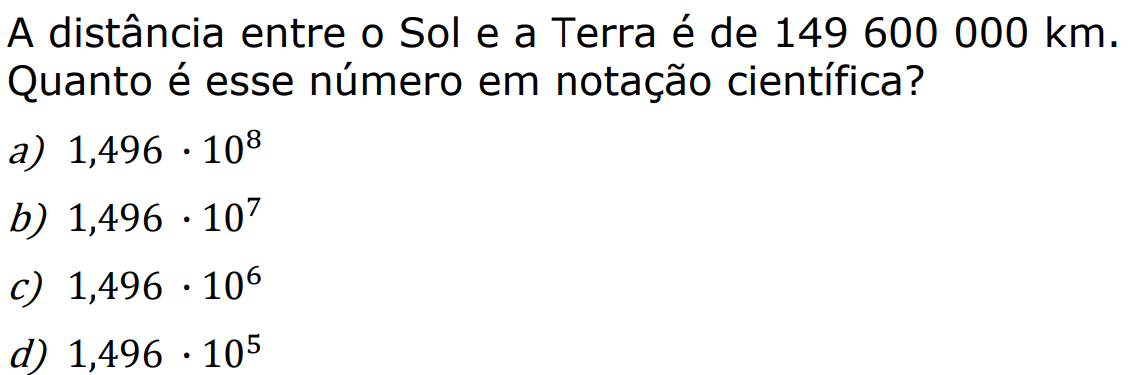 A distância entre o Sol e a Terra é de 149 600 000 km.
Quanto é esse número em notação científica?
a) 1,496 · 10⁸
b) 1,496 · 10⁷
c) 1,496 · 10⁶
d) 1,496 · 10⁵